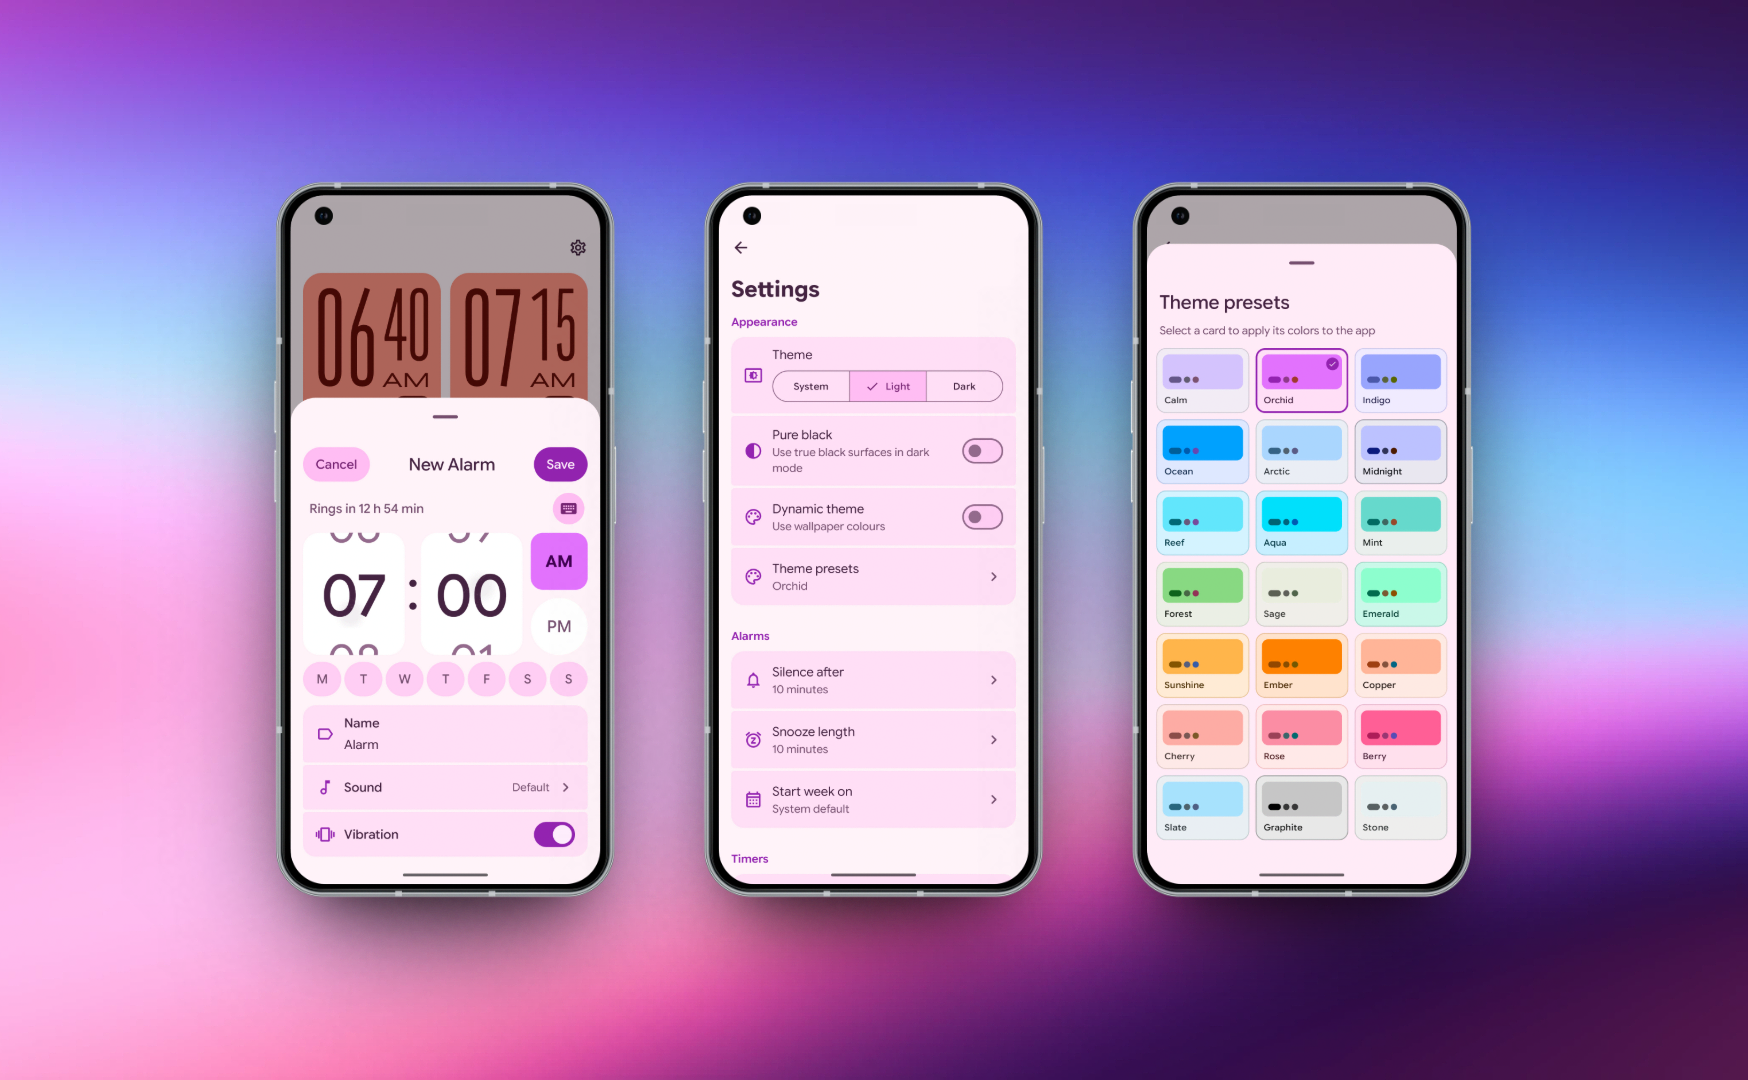 06 40 AM
07 15 AM
Cancel
New Alarm
Save
Rings in 12 h 54 min
07 : 00
AM
PM
M T W T F S S
Name
Alarm
Sound
Default
Vibration
Settings
Appearance
Theme
System
Light
Dark
Pure black
Use true black surfaces in dark
mode
Dynamic theme
Use wallpaper colours
Theme presets
Orchid
Alarms
Silence after
10 minutes
Snooze length
10 minutes
Start week on
System default
Timers
Theme presets
Select a card to apply its colors to the app
Calm
Orchid
Indigo
Ocean
Arctic
Midnight
Reef
Aqua
Mint
Forest
Sage
Emerald
Sunshine
Ember
Copper
Cherry
Rose
Berry
Slate
Graphite
Stone